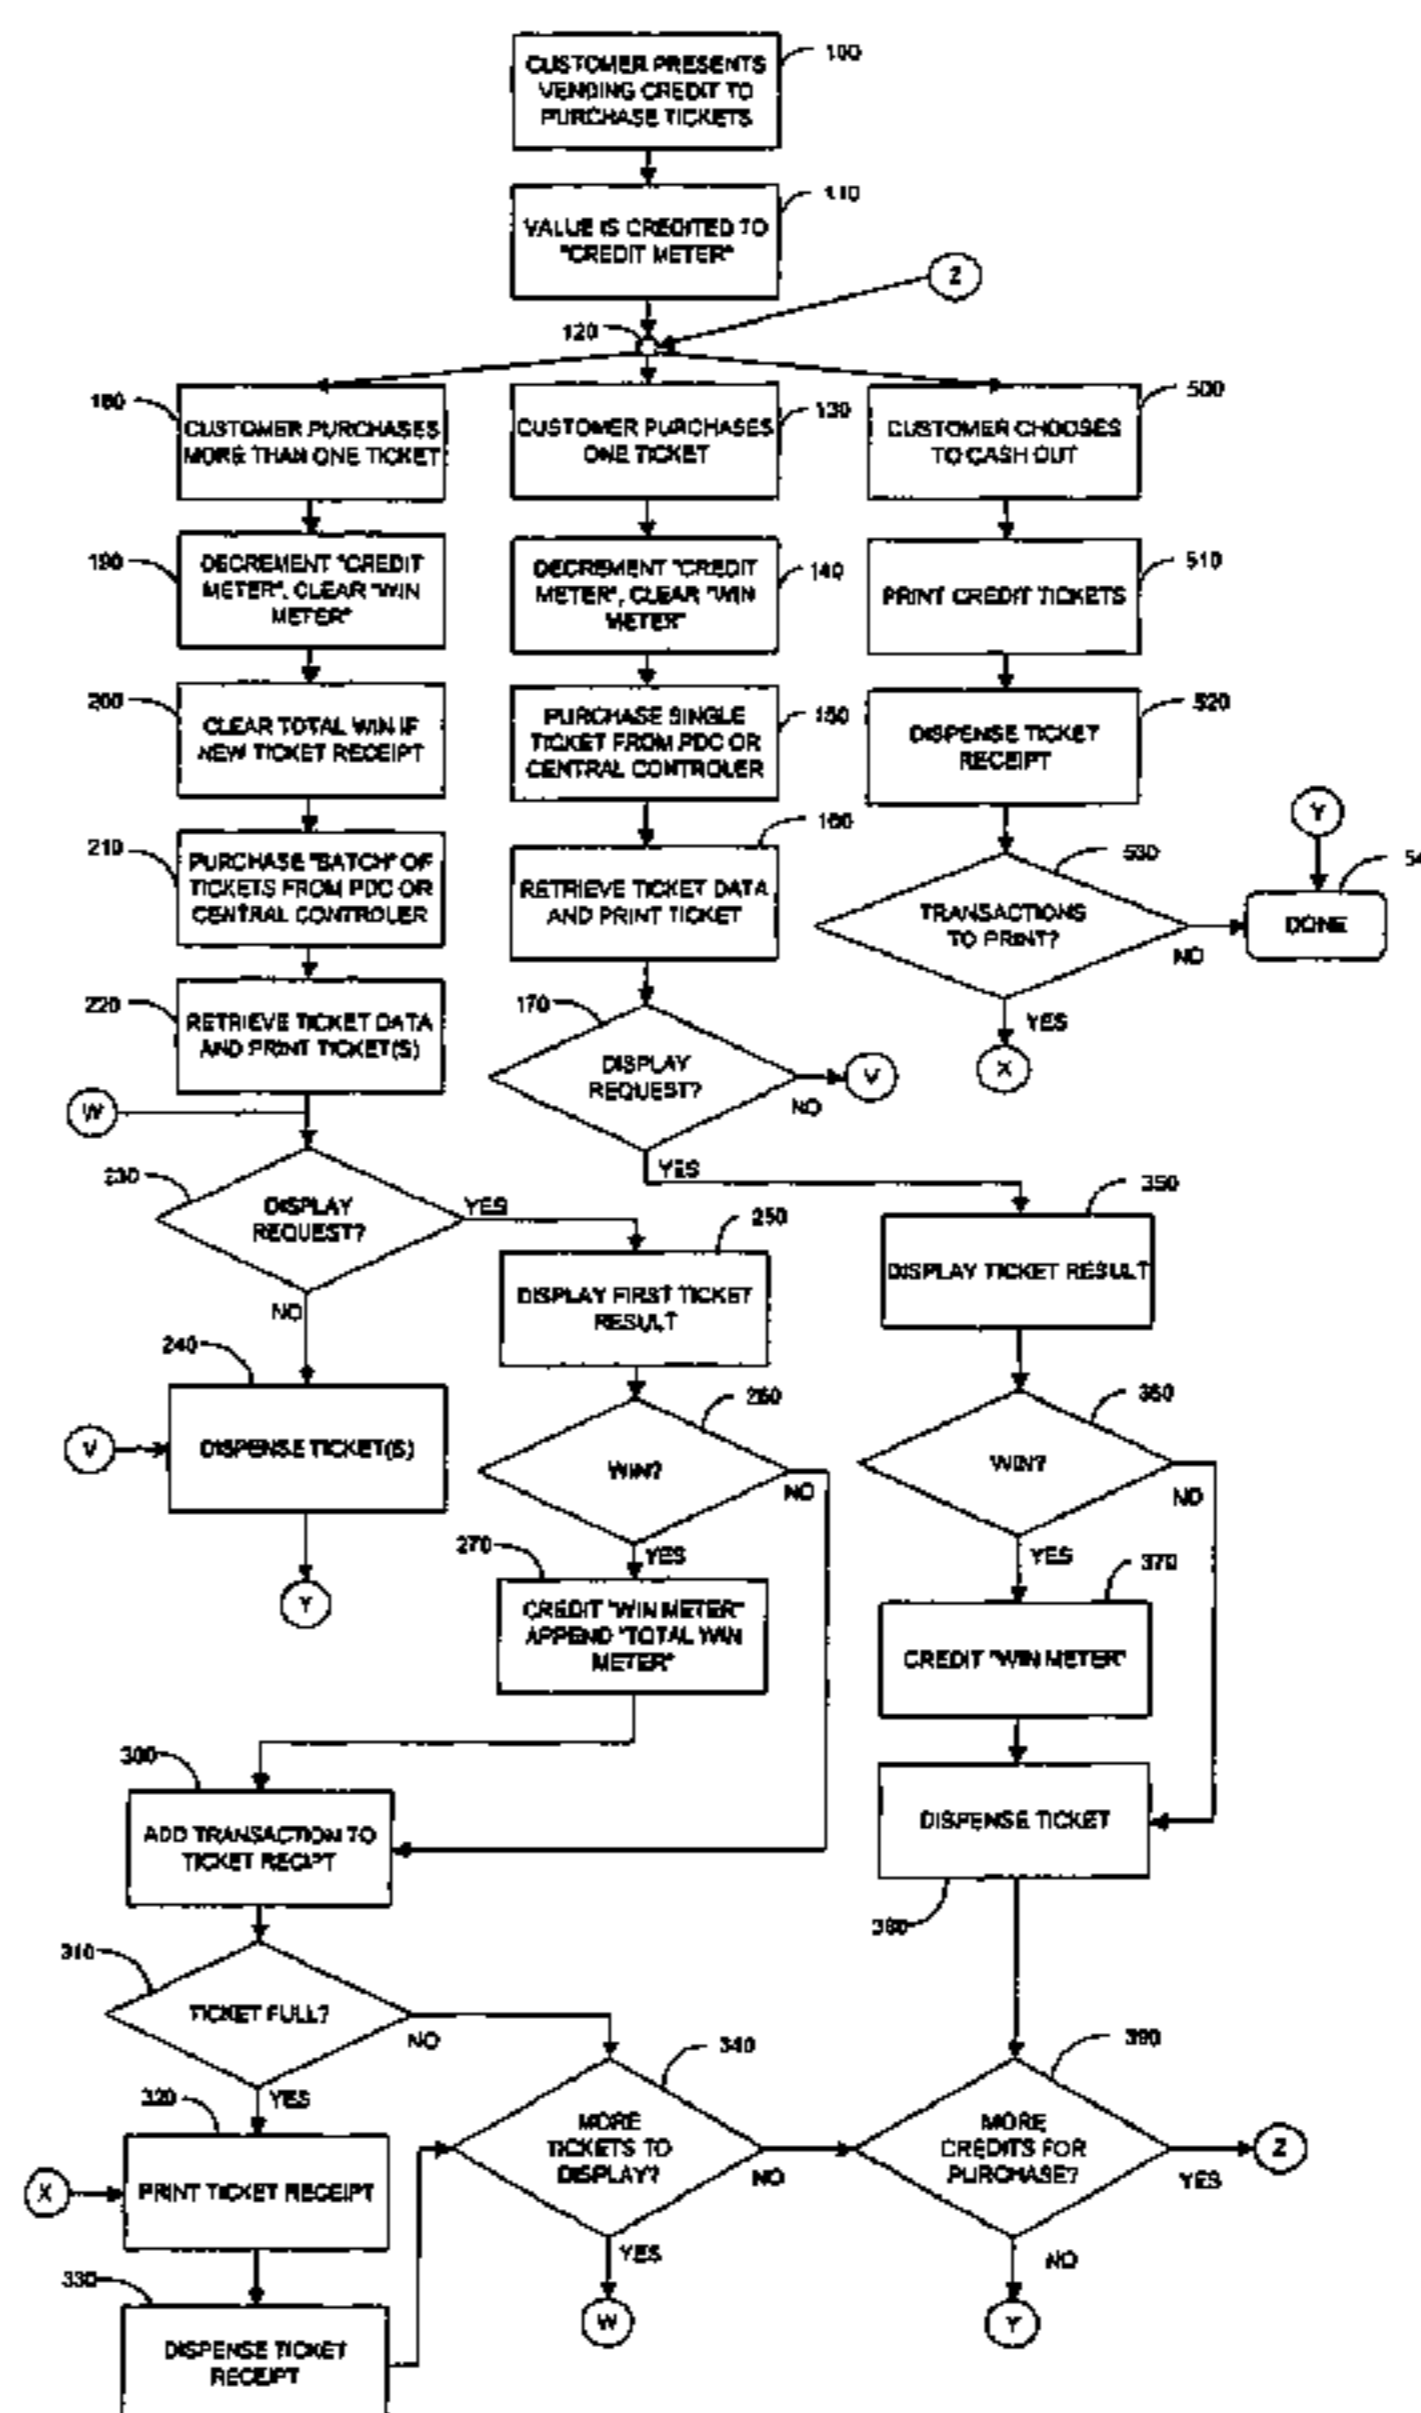 CUSTOMER PRESENTS
VENDING CREDIT TO
PURCHASE TICKETS
100
VALUE IS CREDITED TO
"CREDIT METER"
110
Z
120
180
CUSTOMER PURCHASES
MORE THAN ONE TICKET
CUSTOMER PURCHASES
ONE TICKET
130
CUSTOMER CHOOSES
TO CASH OUT
500
190
DECREMENT "CREDIT
METER", CLEAR "WIN
METER"
DECREMENT "CREDIT
METER", CLEAR "WIN
METER"
140
PRINT CREDIT TICKETS
510
200
CLEAR TOTAL WIN IF
NEW TICKET RECEIPT
PURCHASE SINGLE
TICKET FROM PDC OR
CENTRAL CONTROLLER
150
DISPENSE TICKET
RECEIPT
520
210
PURCHASE "BATCH" OF
TICKETS FROM PDC OR
CENTRAL CONTROLLER
RETRIEVE TICKET DATA
AND PRINT TICKET
160
TRANSACTIONS
TO PRINT?
530
NO
YES
X
Y
DONE
54
220
RETRIEVE TICKET DATA
AND PRINT TICKET(S)
170
DISPLAY
REQUEST?
NO
V
YES
W
230
DISPLAY
REQUEST?
YES
NO
250
DISPLAY FIRST TICKET
RESULT
350
DISPLAY TICKET RESULT
240
V
DISPENSE TICKET(S)
Y
260
WIN?
NO
YES
360
WIN?
NO
YES
270
CREDIT "WIN METER"
APPEND "TOTAL WIN
METER"
370
CREDIT "WIN METER"
300
ADD TRANSACTION TO
TICKET RECIPT
DISPENSE TICKET
380
310
TICKET FULL?
NO
YES
340
MORE
TICKETS TO
DISPLAY?
NO
YES
W
390
MORE
CREDITS FOR
PURCHASE?
YES
Z
NO
Y
320
X
PRINT TICKET RECEIPT
330
DISPENSE TICKET
RECEIPT